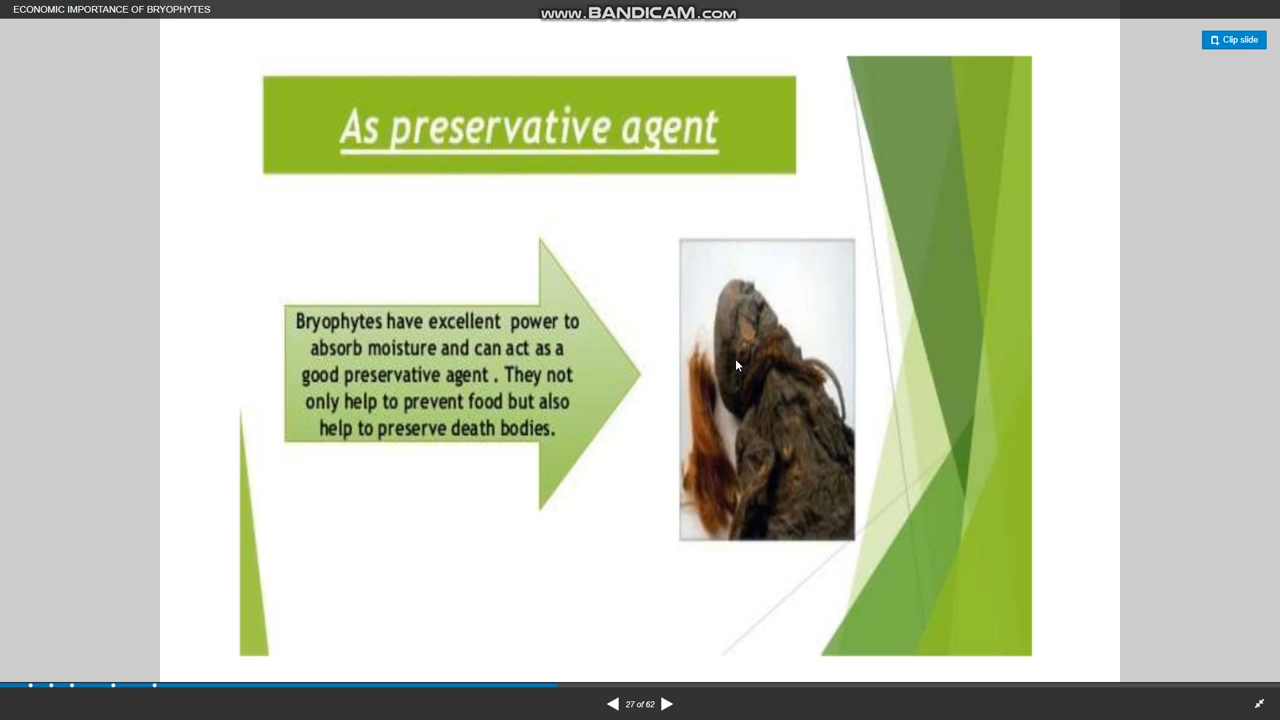 ECONOMIC IMPORTANCE OF BRYOPHYTES
www.BANDICAM.com
Clip slide
As preservative agent
Bryophytes have excellent power to
absorb moisture and can act as a
good preservative agent . They not
only help to prevent food but also
help to preserve death bodies.
27 of 62